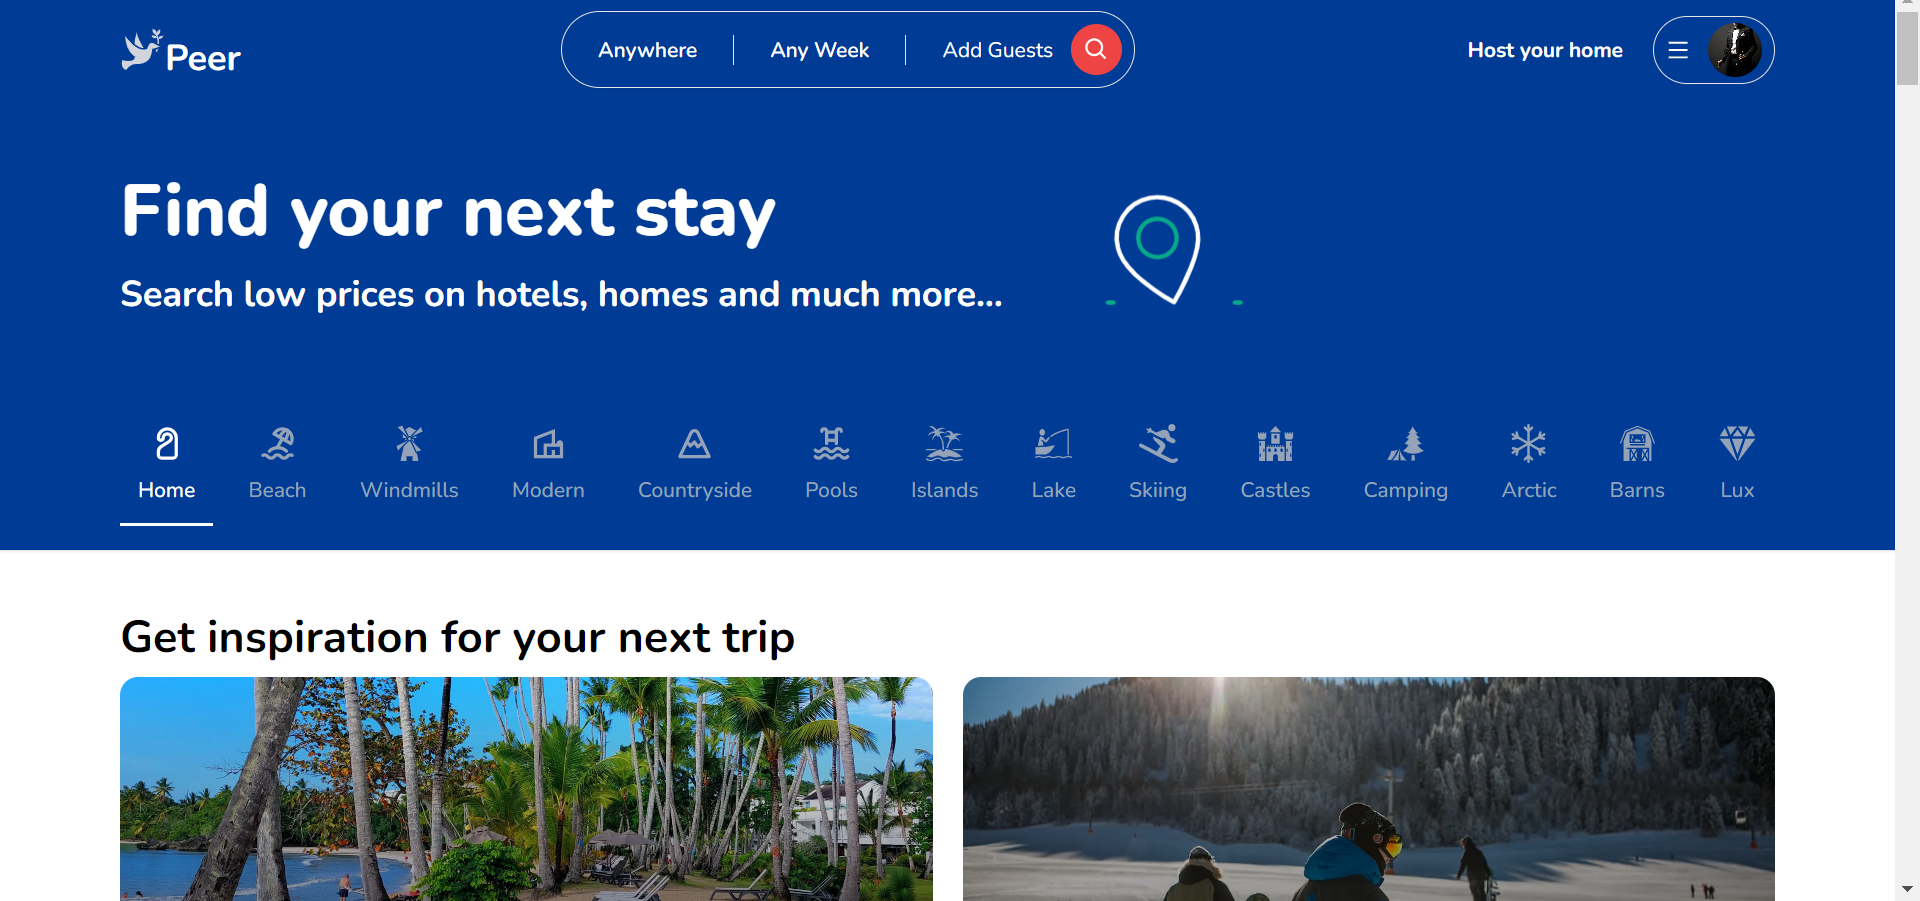 Peer
Anywhere
Any Week
Add Guests
Host your home
Find your next stay
Search low prices on hotels, homes and much more...
Home
Beach
Windmills
Modern
Countryside
Pools
Islands
Lake
Skiing
Castles
Camping
Arctic
Barns
Lux
Get inspiration for your next trip